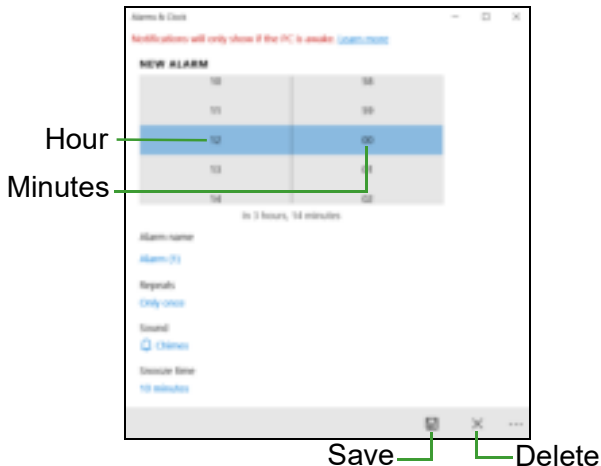 Alarms & Clock
Notifications will only show if the PC is awake. Learn more
NEW ALARM
10 58
11 59
Hour 12 00
13 01
Minutes
14 02
In 3 hours, 14 minutes
Alarm name
Alarm (1)
Repeats
Only once
Sound
Chimes
Snooze time
10 minutes
Save
Delete